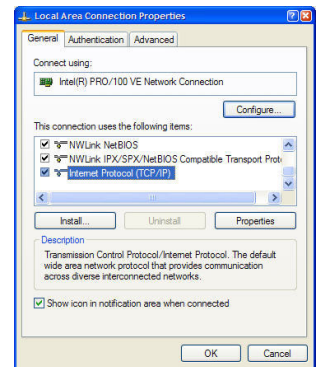 Local Area Connection Properties
General Authentication Advanced
Connect using:
Intel(R) PRO/100 VE Network Connection
Configure...
This connection uses the following items:
NWLink NetBIOS
NWLink IPX/SPX/NetBIOS Compatible Transport Prot
Internet Protocol (TCP/IP)
Install... Uninstall Properties
Description
Transmission Control Protocol/Internet Protocol. The default
wide area network protocol that provides communication
across diverse interconnected networks.
Show icon in notification area when connected
OK Cancel